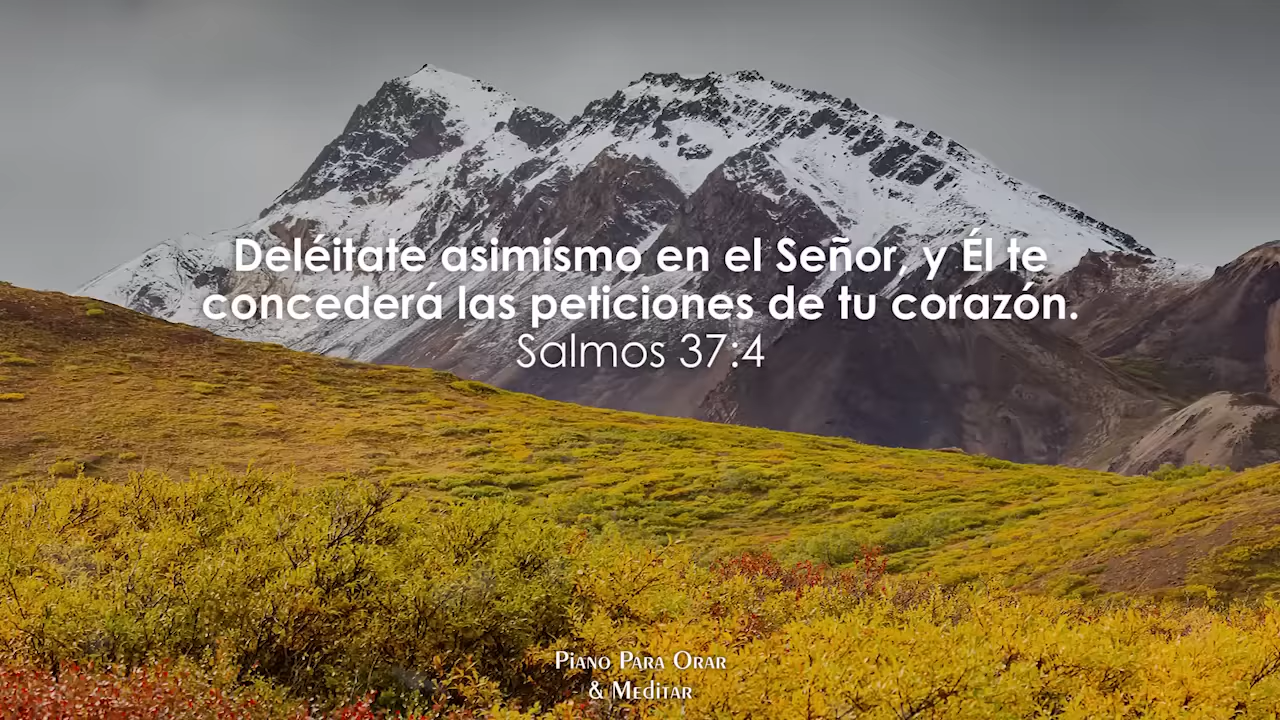 Deléitate asimismo en el Señor, y Él te
concederá las peticiones de tu corazón.
Salmos 37:4
Piano Para Orar
& Meditar